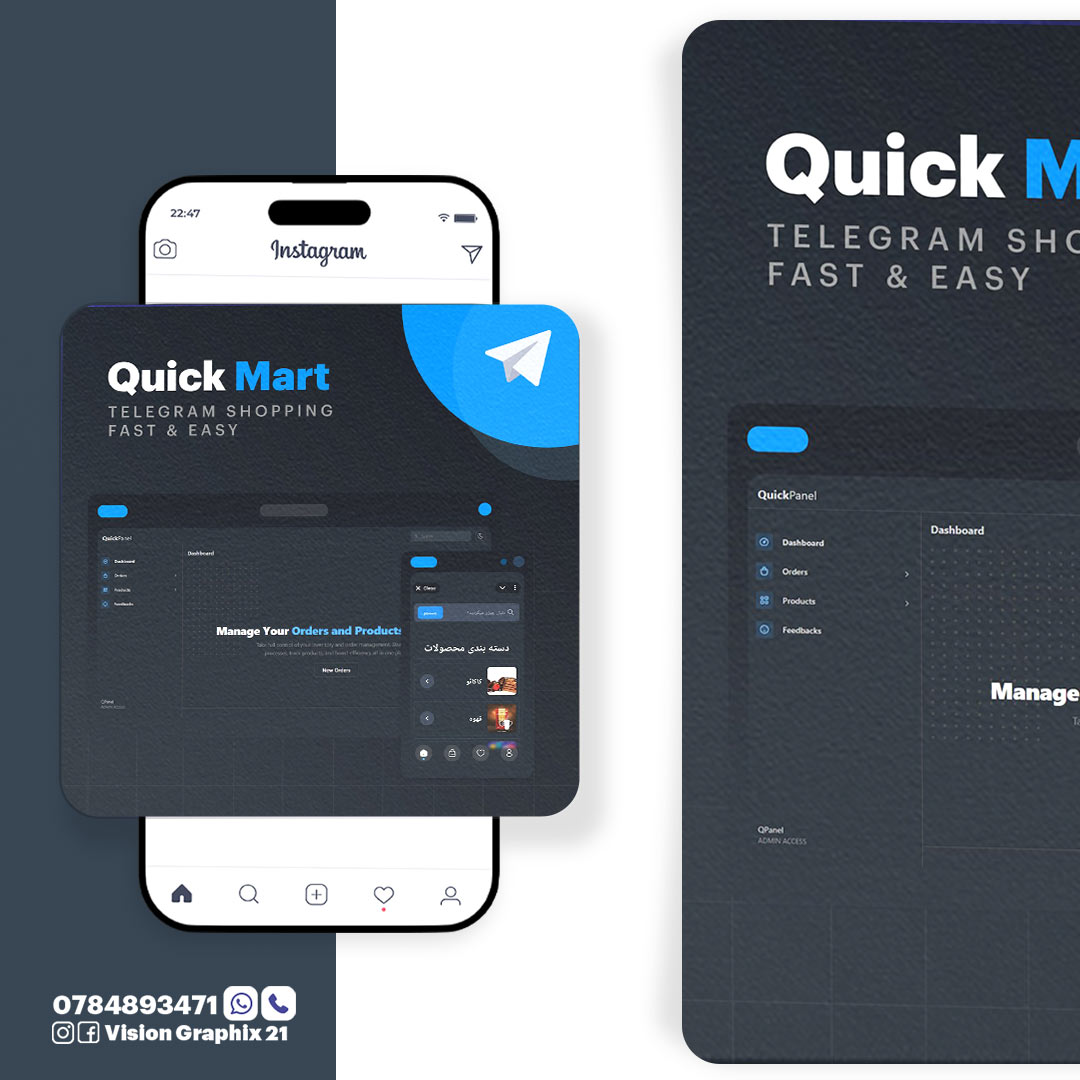 22:47
Instagram
Quick Mart
TELEGRAM SHOPPING
FAST & EASY
QuickPanel
Dashboard
Dashboard
Orders
Products
Feedbacks
Manage Your Orders and Products
New Orders
QPanel
ADMIN ACCESS
Close
دسته بندی محصولات
کاکائو
قهوه
Quick M
TELEGRAM SHO
FAST & EASY
QuickPanel
Dashboard
Dashboard
Orders
Products
Feedbacks
Manage
Ta
QPanel
ADMIN ACCESS
0784893471
Vision Graphix 21